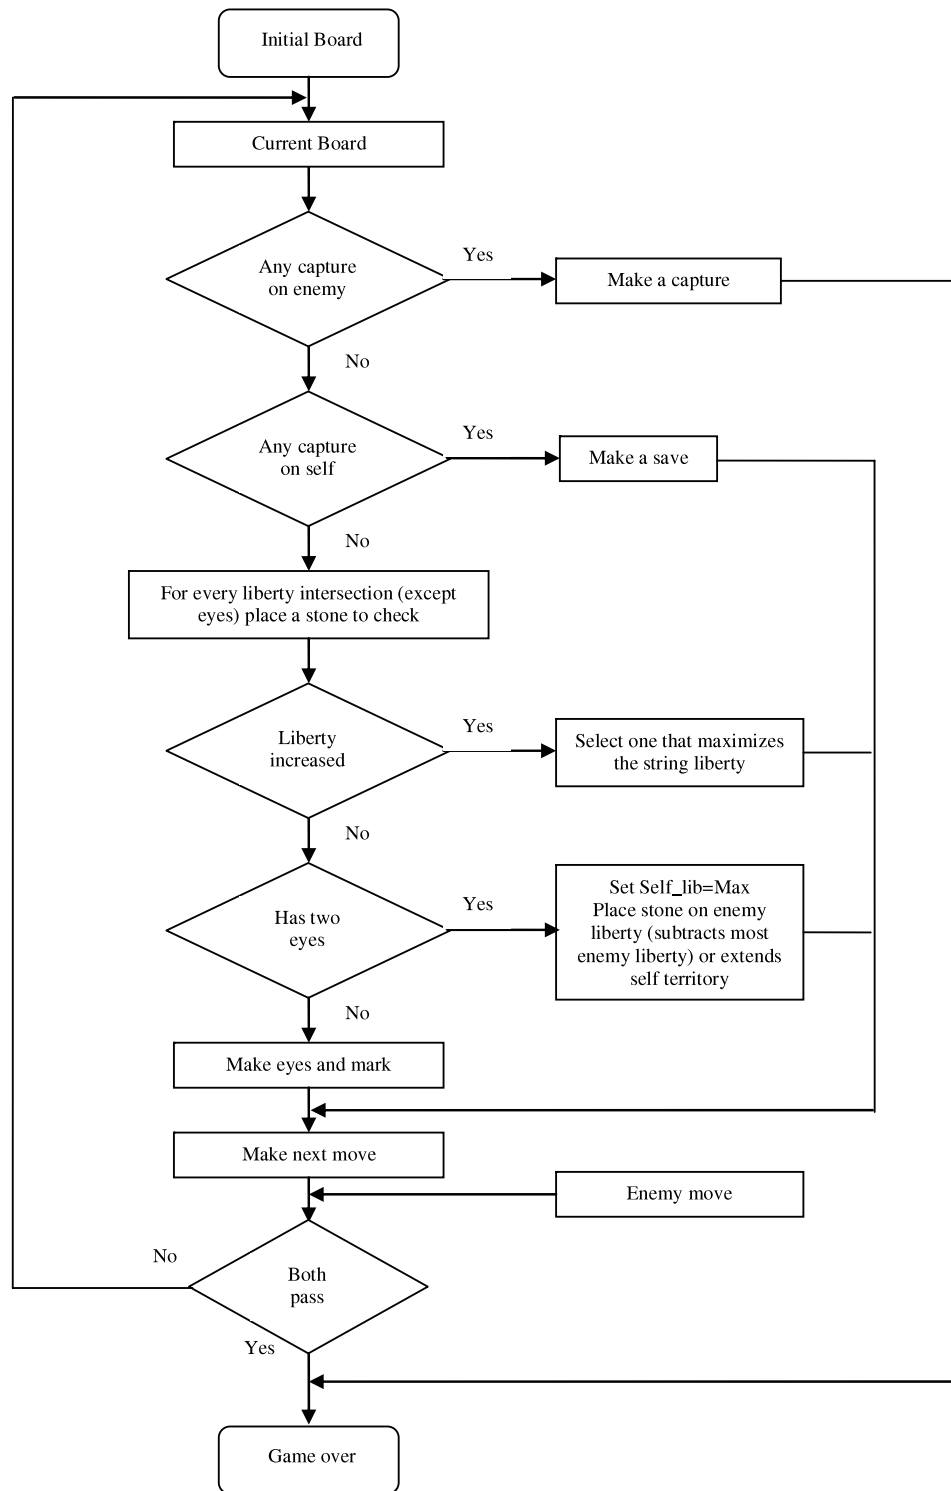 Initial Board
Current Board
Any capture
on enemy
Yes
Make a capture
No
Any capture
on self
Yes
Make a save
No
For every liberty intersection (except
eyes) place a stone to check
Liberty
increased
Yes
Select one that maximizes
the string liberty
No
Has two
eyes
Yes
Set Self_lib=Max
Place stone on enemy
liberty (subtracts most
enemy liberty) or extends
self territory
No
Make eyes and mark
Make next move
Enemy move
No
Both
pass
Yes
Game over